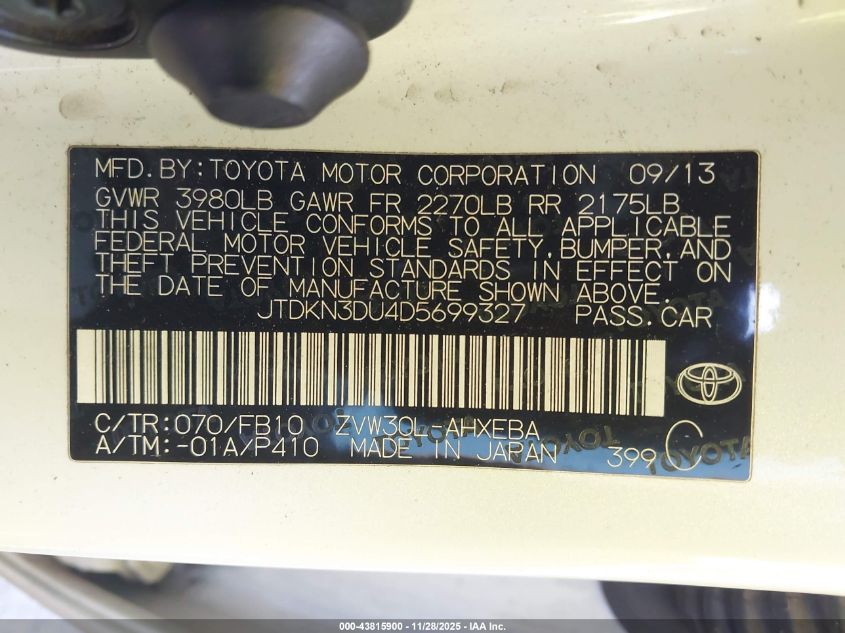 MFD.BY:TOYOTA MOTOR CORPORATION 09/13
GVWR 3980LB GAWR FR 2270LB RR 2175LB
THIS VEHICLE CONFORMS TO ALL APPLICABLE
FEDERAL MOTOR VEHICLE SAFETY,BUMPER,AND
THEFT PREVENTION STANDARDS IN EFFECT ON
THE DATE OF MANUFACTURE SHOWN ABOVE.
JTDKN3DU4D5699327 PASS.CAR
C/TR:070/FB10 ZVW30L-AHXEBA
A/TM:-01A/P410 MADE IN JAPAN 399 C
TOYOTA TOYOTA TOYOTA
000-43815900 - 11/28/2025 - IAA Inc.